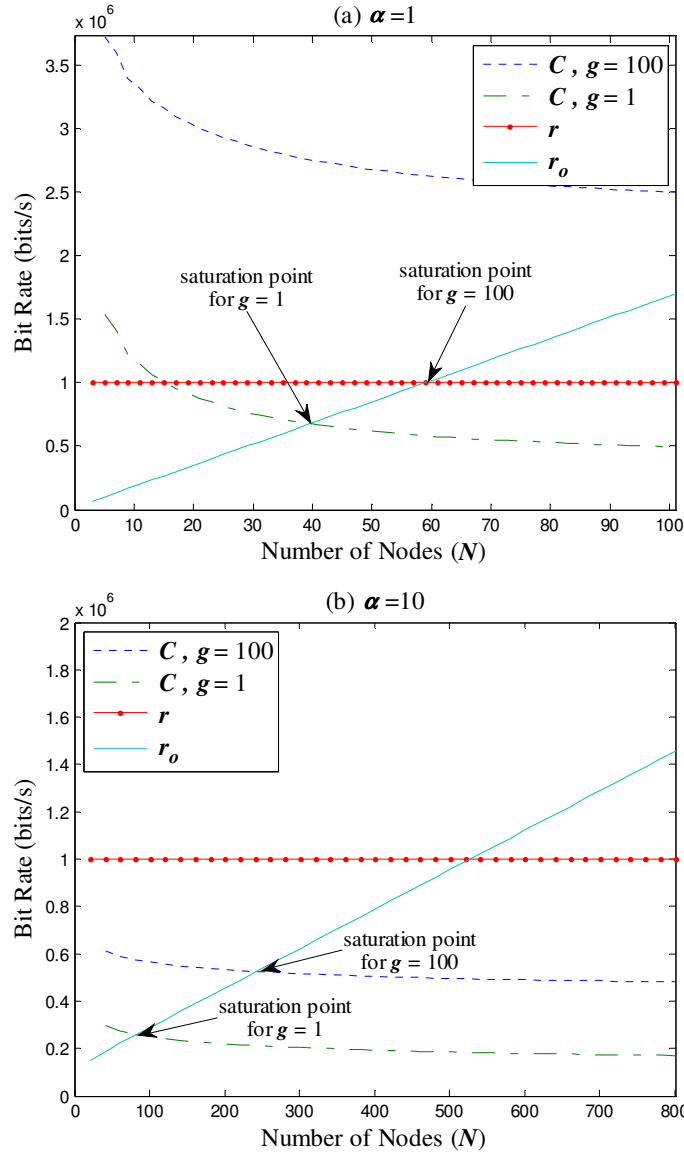 (a) α =1
x 10^6
3.5
3
2.5
2
1.5
1
0.5
0
Bit Rate (bits/s)
C , g = 100
C , g = 1
r
r_o
saturation point
for g = 1
saturation point
for g = 100
0 10 20 30 40 50 60 70 80 90 100
Number of Nodes (N)
(b) α =10
x 10^6
2
1.8
1.6
1.4
1.2
1
0.8
0.6
0.4
0.2
0
Bit Rate (bits/s)
C , g = 100
C , g = 1
r
r_o
saturation point
for g = 100
saturation point
for g = 1
0 100 200 300 400 500 600 700 800
Number of Nodes (N)